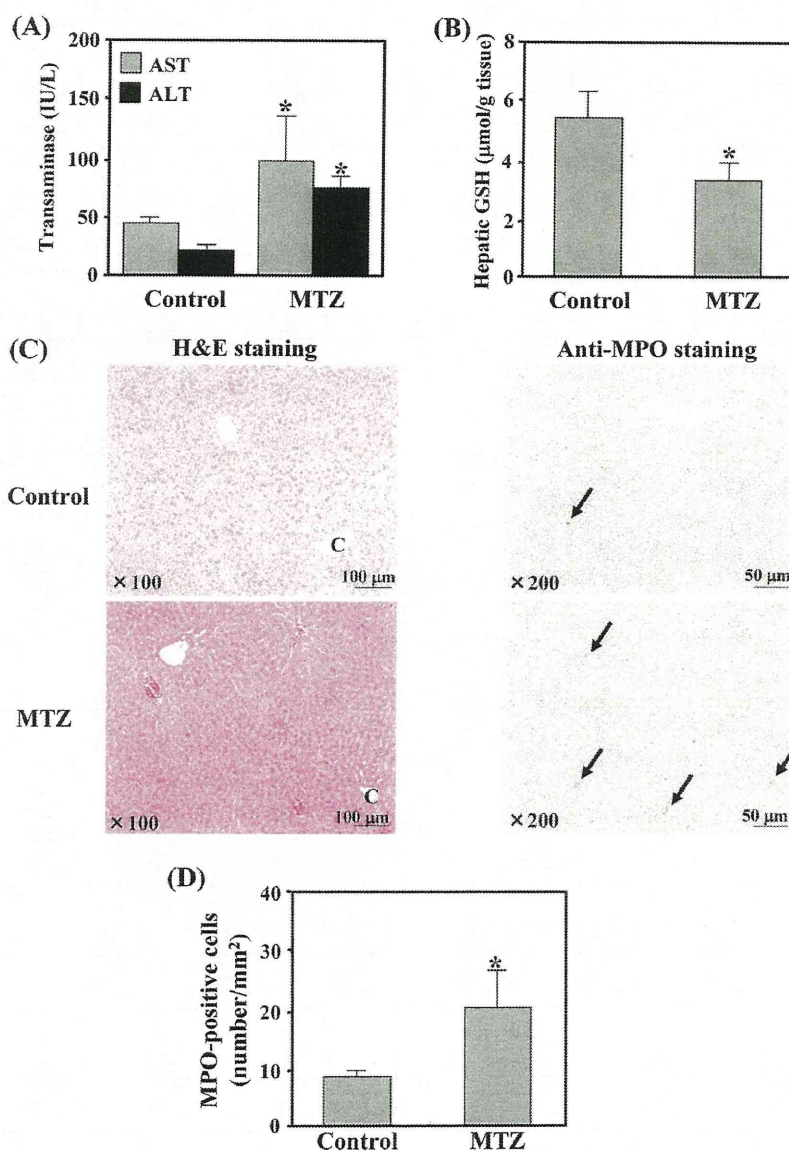 (A)
Transaminase (IU/L)
200
150
100
50
0
AST
ALT
*
*
Control
MTZ
(B)
Hepatic GSH (μmol/g tissue)
8
6
4
2
0
*
Control
MTZ
(C)
H&E staining
Anti-MPO staining
Control
C
×100
100 μm
×200
50 μm
MTZ
C
×100
100 μm
×200
50 μm
(D)
MPO-positive cells
(number/mm²)
40
30
20
10
0
*
Control
MTZ